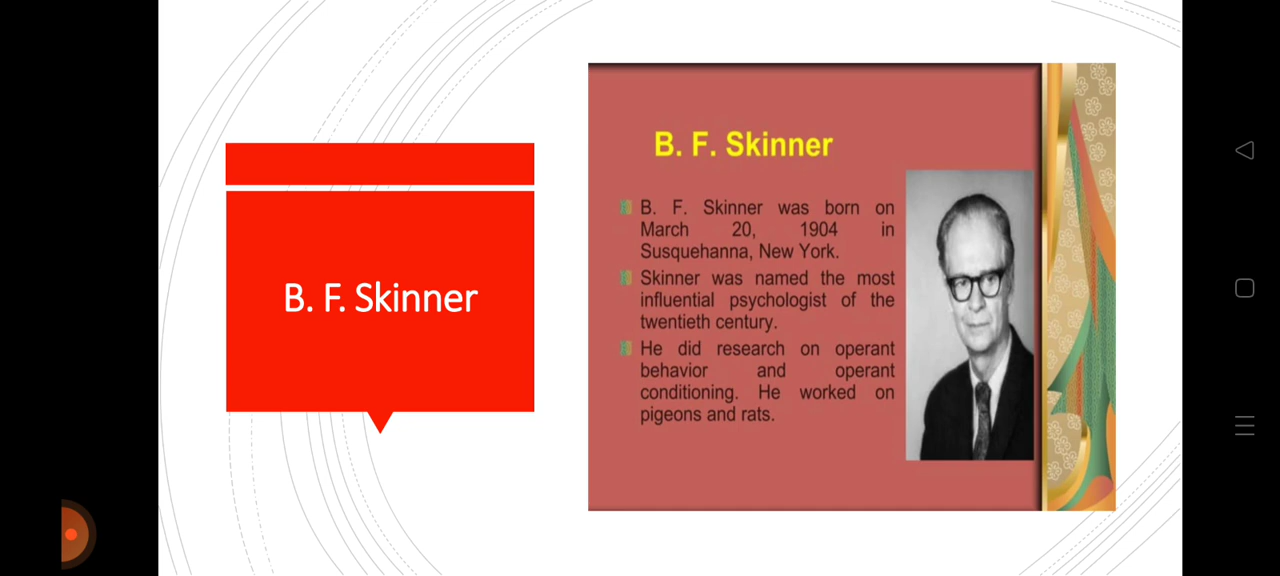 B. F. Skinner
B. F. Skinner
B. F. Skinner was born on
March 20, 1904 in
Susquehanna, New York.
Skinner was named the most
influential psychologist of the
twentieth century.
He did research on operant
behavior and operant
conditioning. He worked on
pigeons and rats.